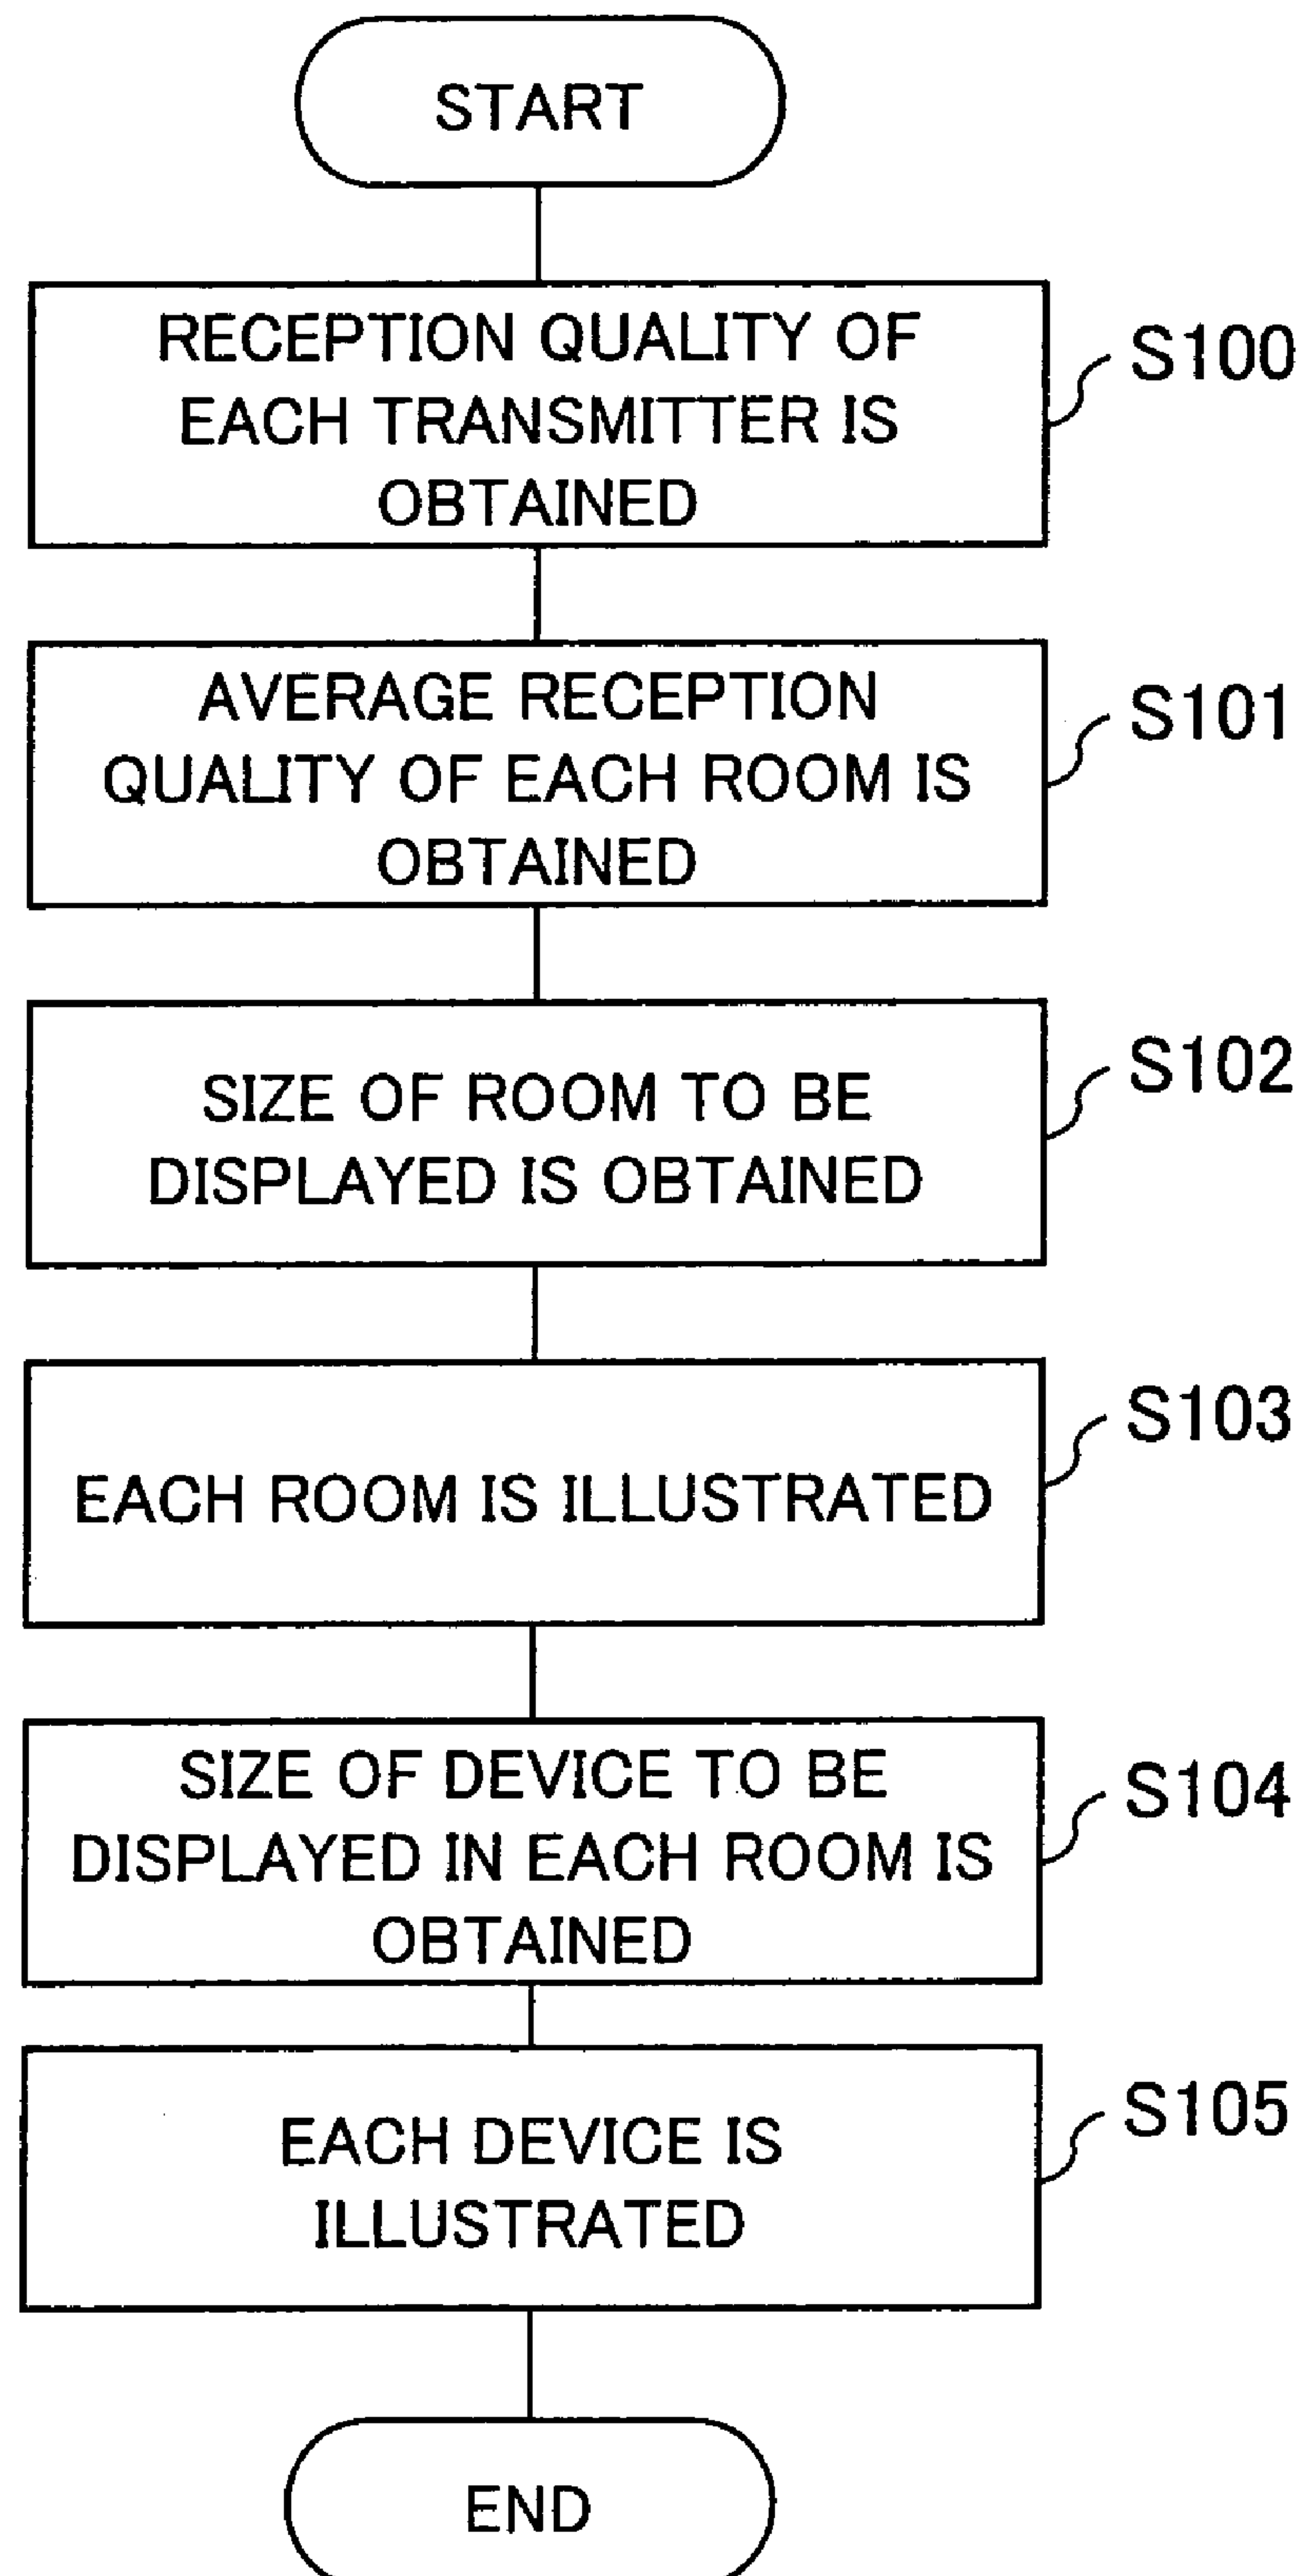 START
RECEPTION QUALITY OF
EACH TRANSMITTER IS
OBTAINED
S100
AVERAGE RECEPTION
QUALITY OF EACH ROOM IS
OBTAINED
S101
SIZE OF ROOM TO BE
DISPLAYED IS OBTAINED
S102
EACH ROOM IS ILLUSTRATED
S103
SIZE OF DEVICE TO BE
DISPLAYED IN EACH ROOM IS
OBTAINED
S104
EACH DEVICE IS
ILLUSTRATED
S105
END